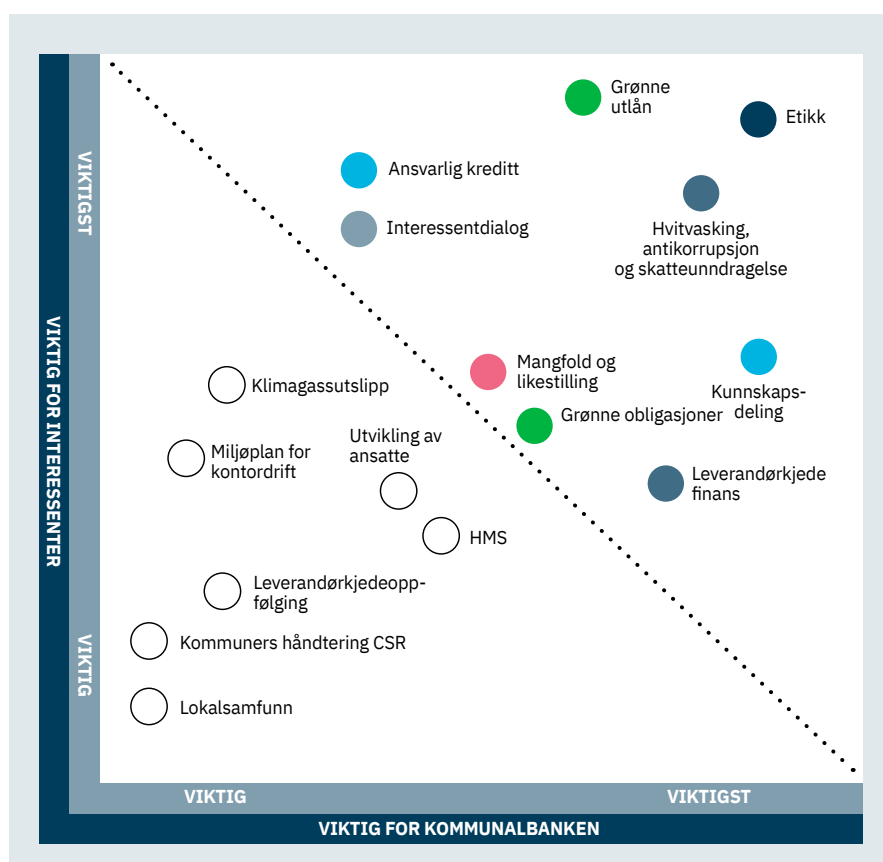 VIKTIG FOR INTERESSENTER
VIKTIGST
VIKTIG
Grønne
utlån
Etikk
Ansvarlig kreditt
Interessentdialog
Hvitvasking,
antikorrupsjon
og skatteunndragelse
Mangfold og
likestilling
Klimagassutslipp
Kunnskaps-
deling
Grønne obligasjoner
Utvikling av
ansatte
Miljøplan for
kontordrift
Leverandørkjede
finans
HMS
Leverandørkjedeopp-
følging
Kommuners håndtering CSR
Lokalsamfunn
VIKTIG
VIKTIGST
VIKTIG FOR KOMMUNALBANKEN